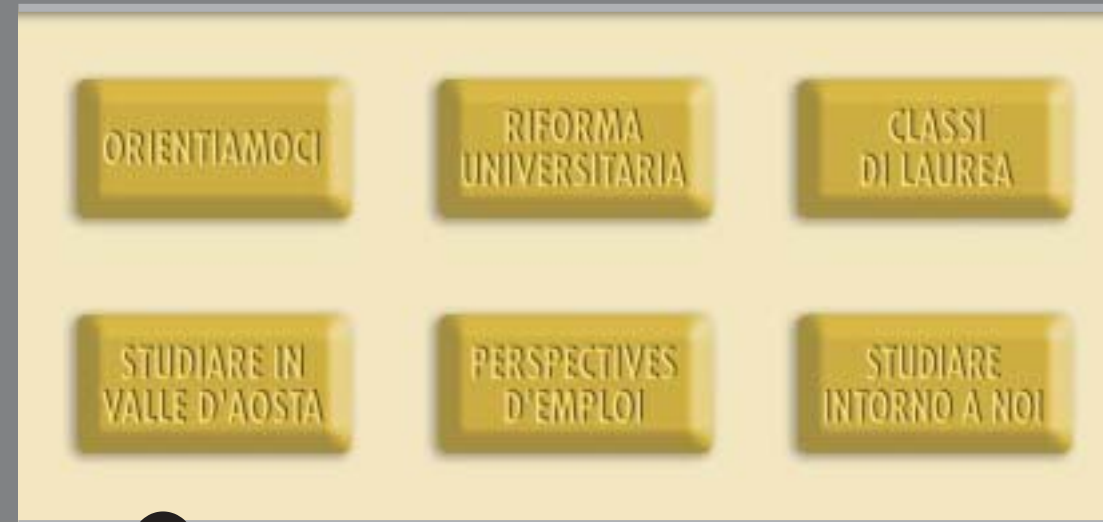 ORIENTIAMOCI
RIFORMA
UNIVERSITARIA
CLASSI
DI LAUREA
STUDIARE IN
VALLE D'AOSTA
PERSPECTIVES
D'EMPLOI
STUDIARE
INTORNO A NOI